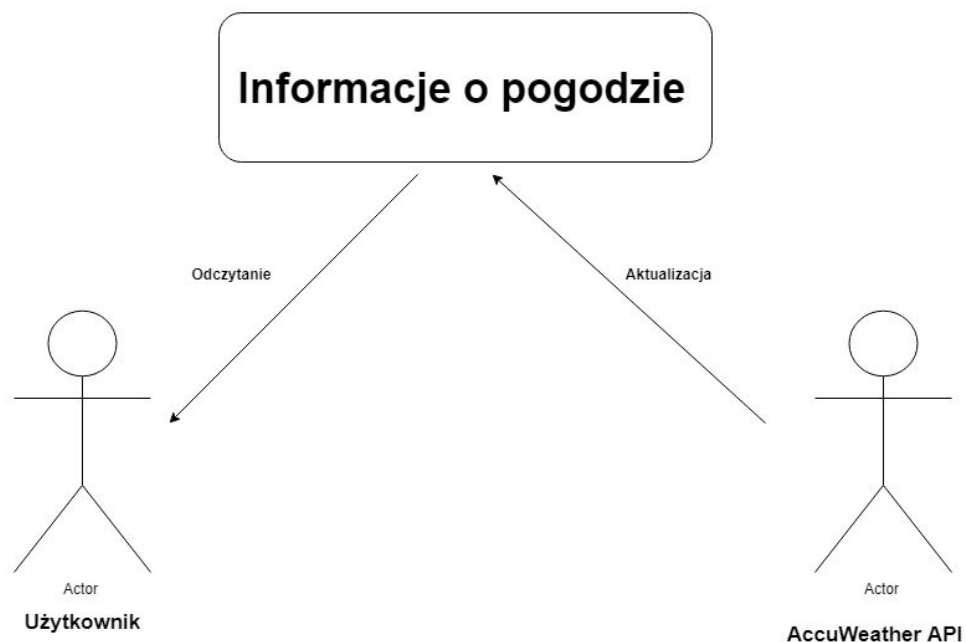 Informacje o pogodzie
Odczytanie
Aktualizacja
Actor
Użytkownik
Actor
AccuWeather API